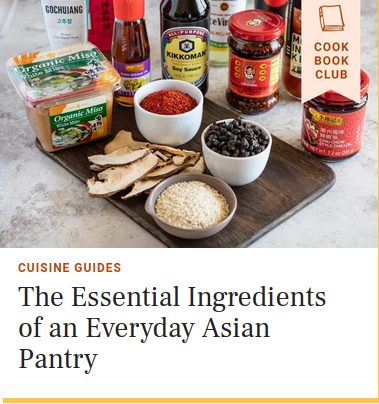 GOCHUJANG
고추장
ALL-PURPOSE
KIKKOMAN
Soy Sauce
Organic Miso
White Miso
Organic Miso
White Miso
COOK
BOOK
CLUB
CUISINE GUIDES
The Essential Ingredients
of an Everyday Asian
Pantry